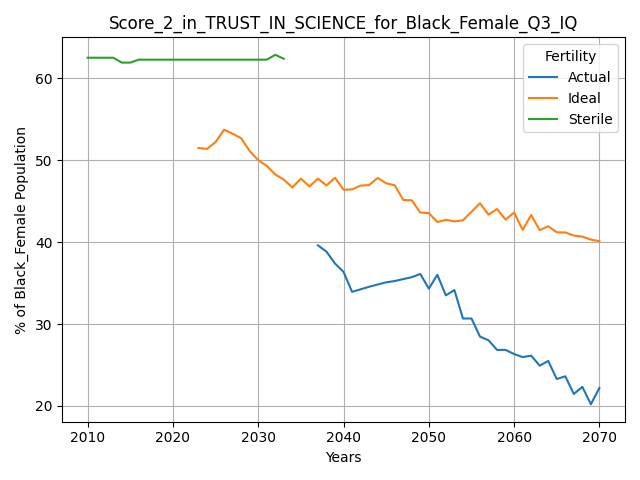 Score_2_in_TRUST_IN_SCIENCE_for_Black_Female_Q3_IQ
Fertility
Actual
Ideal
Sterile
% of Black_Female Population
60
50
40
30
20
2010 2020 2030 2040 2050 2060 2070
Years